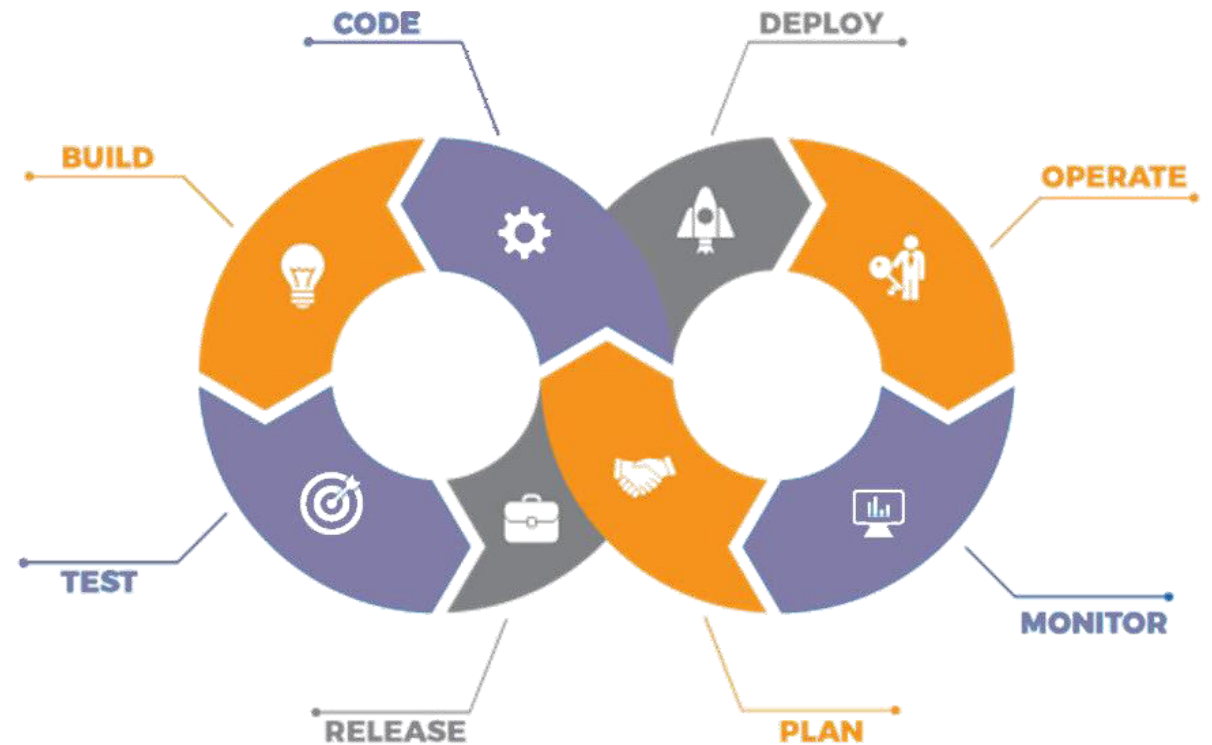 CODE
DEPLOY
BUILD
OPERATE
TEST
MONITOR
RELEASE
PLAN